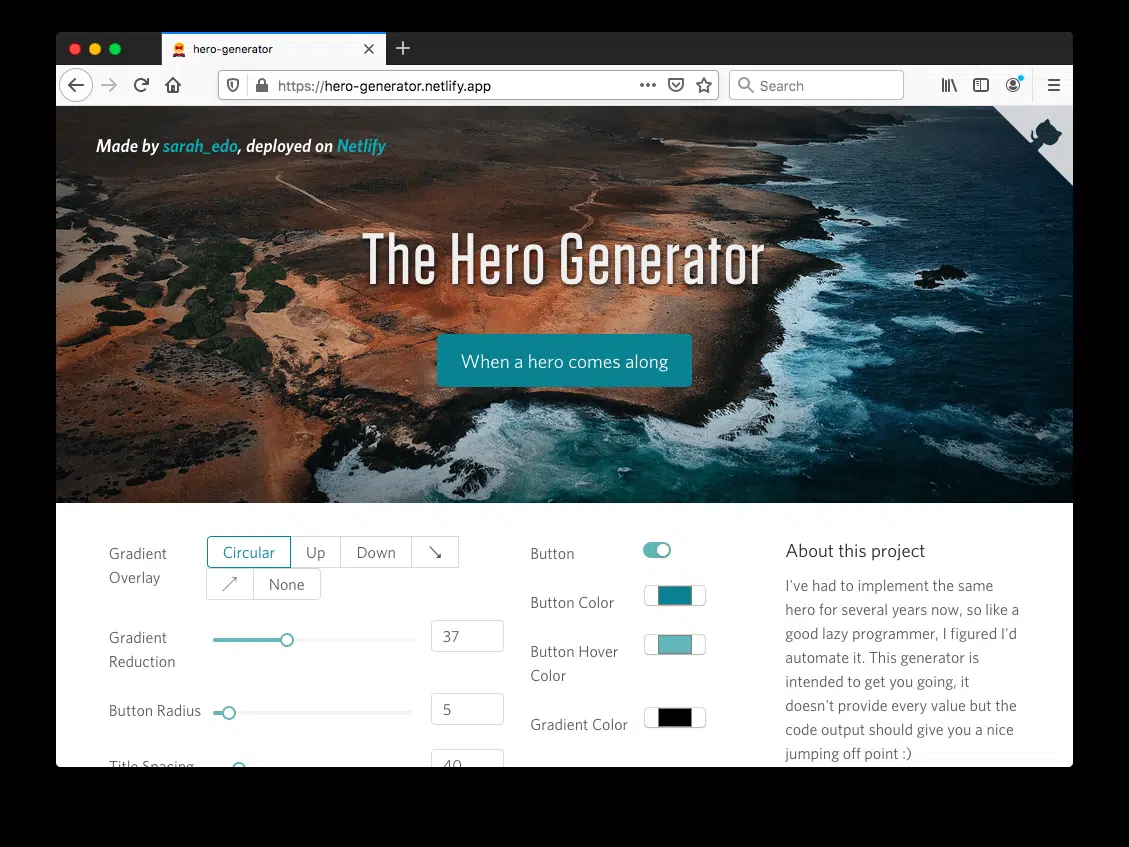 hero-generator
https://hero-generator.netlify.app
Search
Made by sarah_edo, deployed on Netlify
The Hero Generator
When a hero comes along
Gradient
Overlay
Circular
Up
Down
↘
↗
None
Gradient
Reduction
37
Button Radius
5
Title Spacing
40
Button
Button Color
Button Hover
Color
Gradient Color
About this project
I've had to implement the same
hero for several years now, so like a
good lazy programmer, I figured I'd
automate it. This generator is
intended to get you going, it
doesn't provide every value but the
code output should give you a nice
jumping off point :)